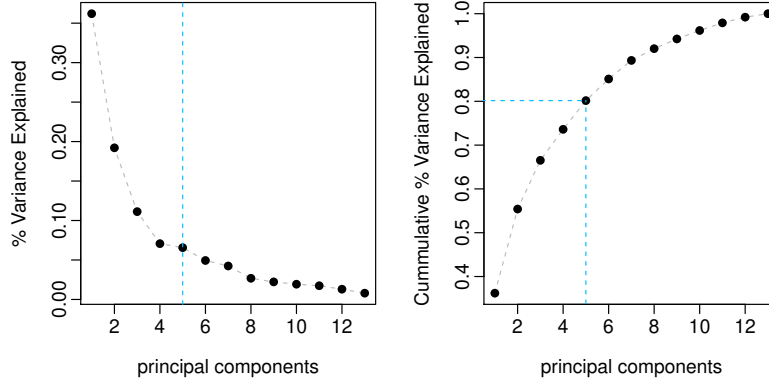 % Variance Explained
0.00 0.10 0.20 0.30
2 4 6 8 10 12
principal components
Cummulative % Variance Explained
0.4 0.5 0.6 0.7 0.8 0.9 1.0
2 4 6 8 10 12
principal components